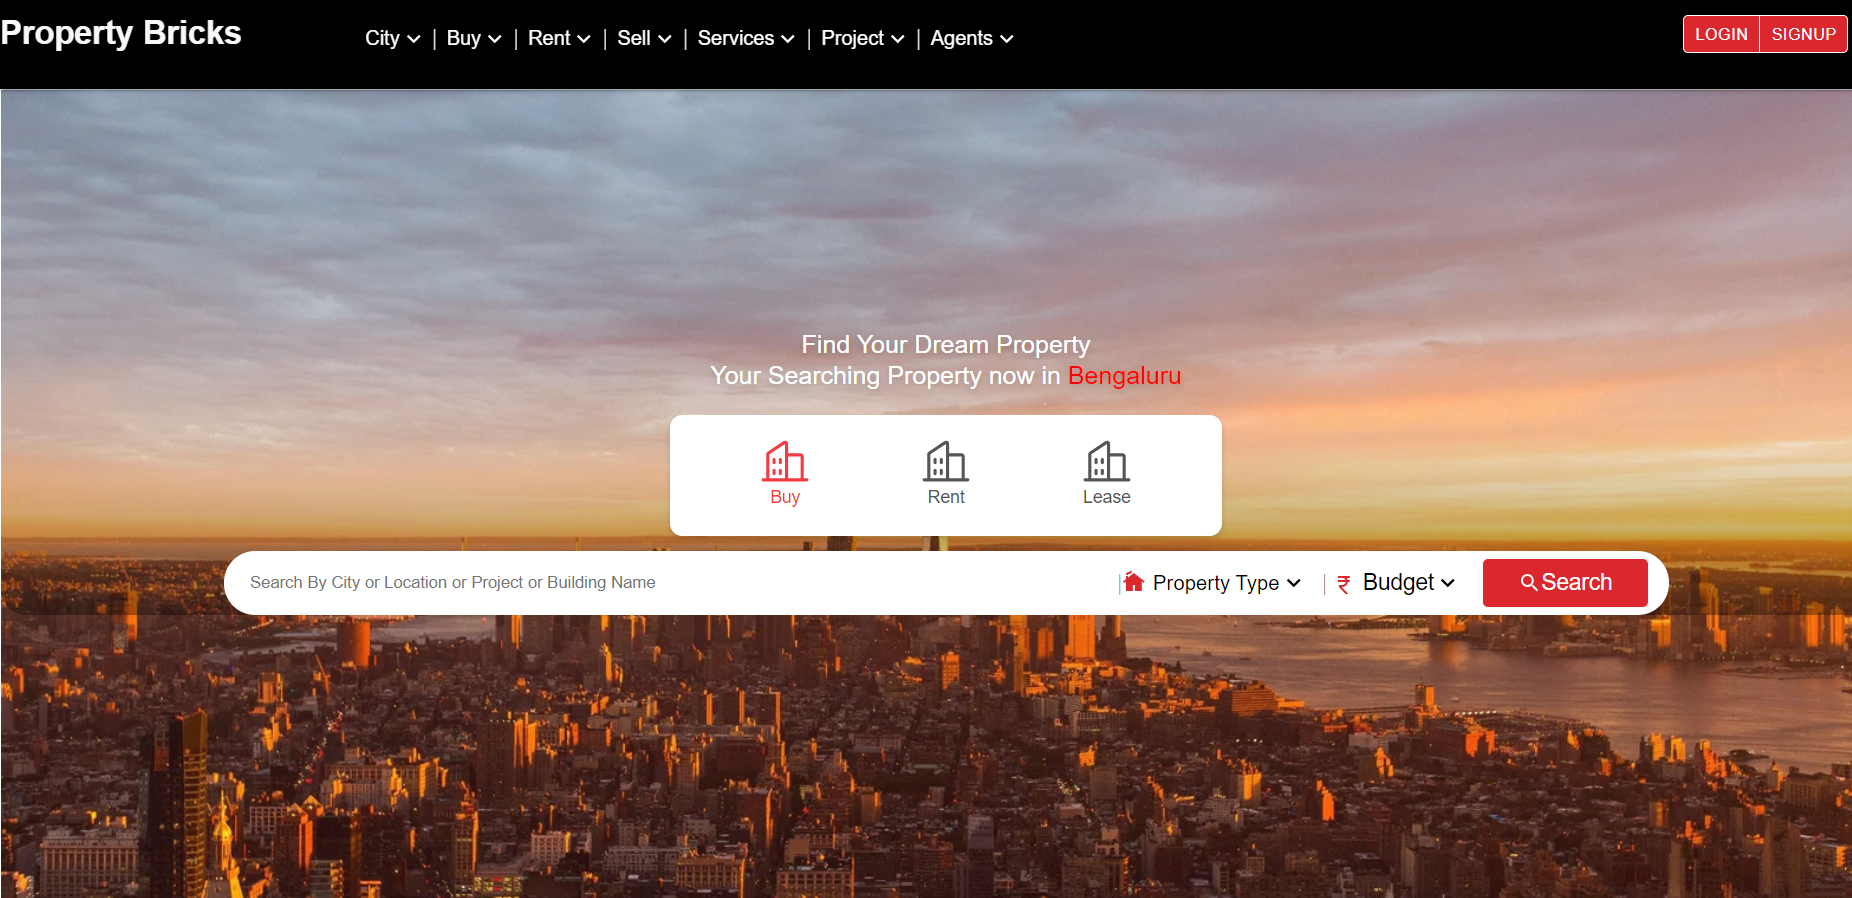 Property Bricks
City | Buy | Rent | Sell | Services | Project | Agents
LOGIN SIGNUP
Find Your Dream Property
Your Searching Property now in Bengaluru
Buy Rent Lease
Search By City or Location or Project or Building Name | Property Type | ₹ Budget Search